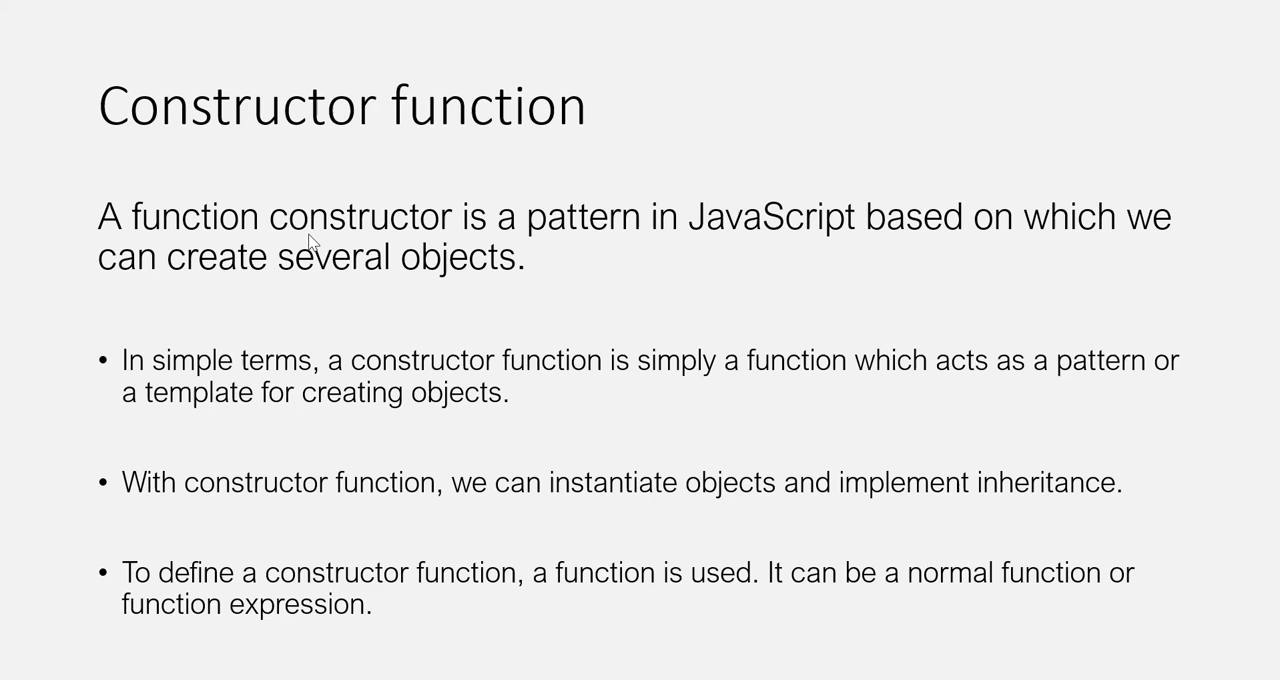 Constructor function
A function constructor is a pattern in JavaScript based on which we
can create several objects.
• In simple terms, a constructor function is simply a function which acts as a pattern or
a template for creating objects.
• With constructor function, we can instantiate objects and implement inheritance.
• To define a constructor function, a function is used. It can be a normal function or
function expression.